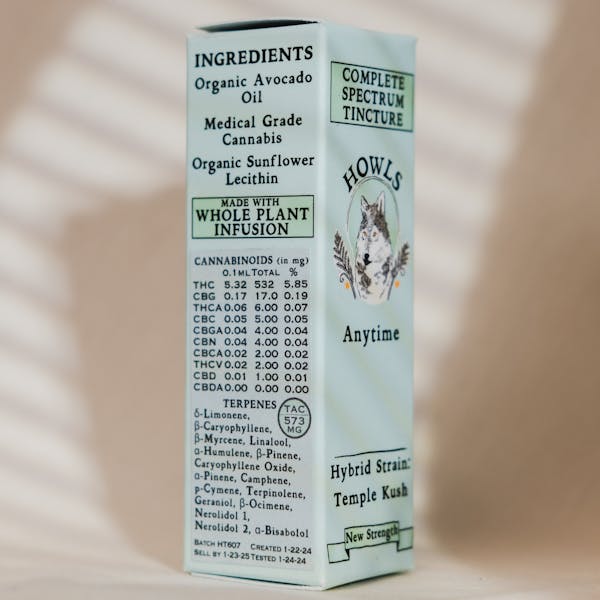 INGREDIENTS
Organic Avocado
Oil
Medical Grade
Cannabis
Organic Sunflower
Lecithin
MADE WITH
WHOLE PLANT
INFUSION
CANNABINOIDS (in mg)
0.1ML TOTAL %
THC 5.32 532 5.85
CBG 0.17 17.0 0.19
THCA 0.06 6.00 0.07
CBC 0.05 5.00 0.05
CBGA 0.04 4.00 0.04
CBN 0.04 4.00 0.04
CBCA 0.02 2.00 0.02
THCV 0.02 2.00 0.02
CBD 0.01 1.00 0.01
CBDA 0.00 0.00 0.00
TERPENES
δ-Limonene,
β-Caryophyllene,
β-Myrcene, Linalool,
α-Humulene, β-Pinene,
Caryophyllene Oxide,
α-Pinene, Camphene,
p-Cymene, Terpinolene,
Geraniol, β-Ocimene,
Nerolidol 1,
Nerolidol 2, α-Bisabolol
TAC
573
MG
BATCH HT607 CREATED 1-22-24
SELL BY 1-23-25 TESTED 1-24-24
COMPLETE
SPECTRUM
TINCTURE
HOWLS
Anytime
Hybrid Strain:
Temple Kush
New Strength